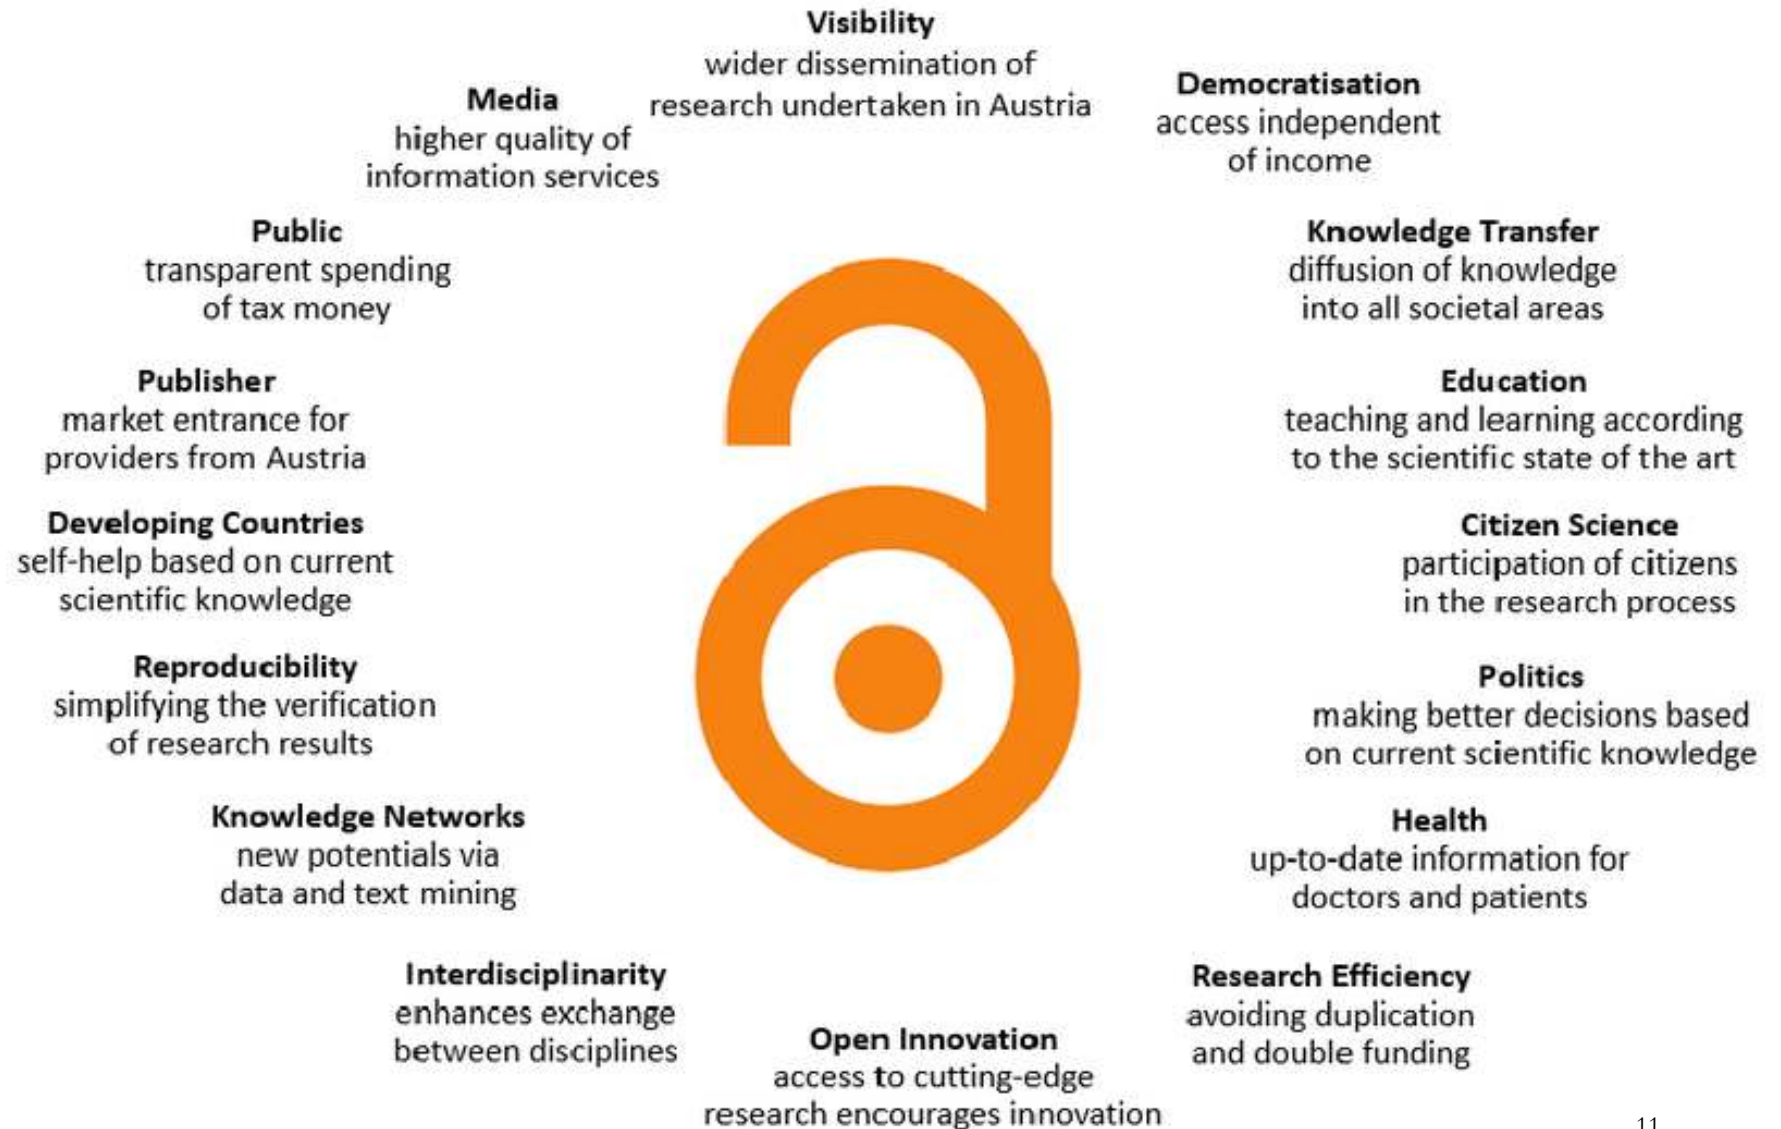 Visibility
wider dissemination of
research undertaken in Austria
Democratisation
access independent
of income
Knowledge Transfer
diffusion of knowledge
into all societal areas
Education
teaching and learning according
to the scientific state of the art
Citizen Science
participation of citizens
in the research process
Politics
making better decisions based
on current scientific knowledge
Health
up-to-date information for
doctors and patients
Research Efficiency
avoiding duplication
and double funding
Open Innovation
access to cutting-edge
research encourages innovation
Interdisciplinarity
enhances exchange
between disciplines
Knowledge Networks
new potentials via
data and text mining
Reproducibility
simplifying the verification
of research results
Developing Countries
self-help based on current
scientific knowledge
Publisher
market entrance for
providers from Austria
Public
transparent spending
of tax money
Media
higher quality of
information services
11